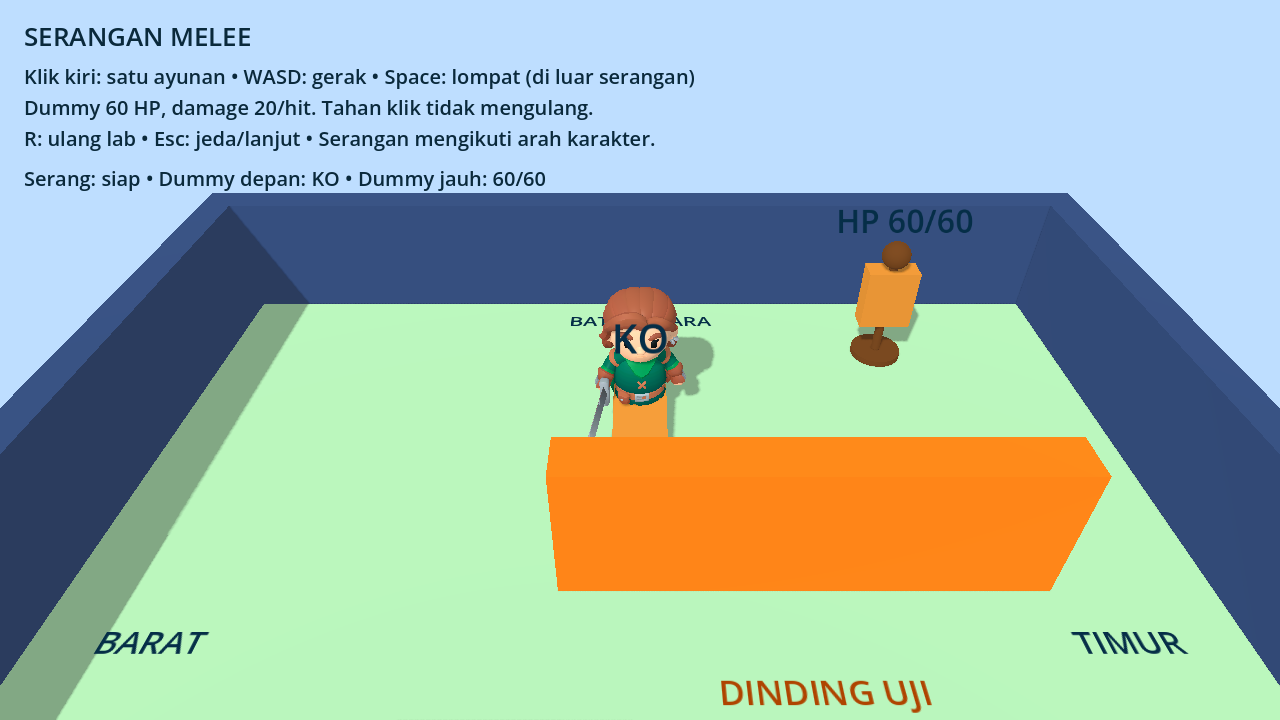 SERANGAN MELEE
Klik kiri: satu ayunan • WASD: gerak • Space: lompat (di luar serangan)
Dummy 60 HP, damage 20/hit. Tahan klik tidak mengulang.
R: ulang lab • Esc: jeda/lanjut • Serangan mengikuti arah karakter.
Serang: siap • Dummy depan: KO • Dummy jauh: 60/60
HP 60/60
KO
BARAT
TIMUR
DINDING UJI